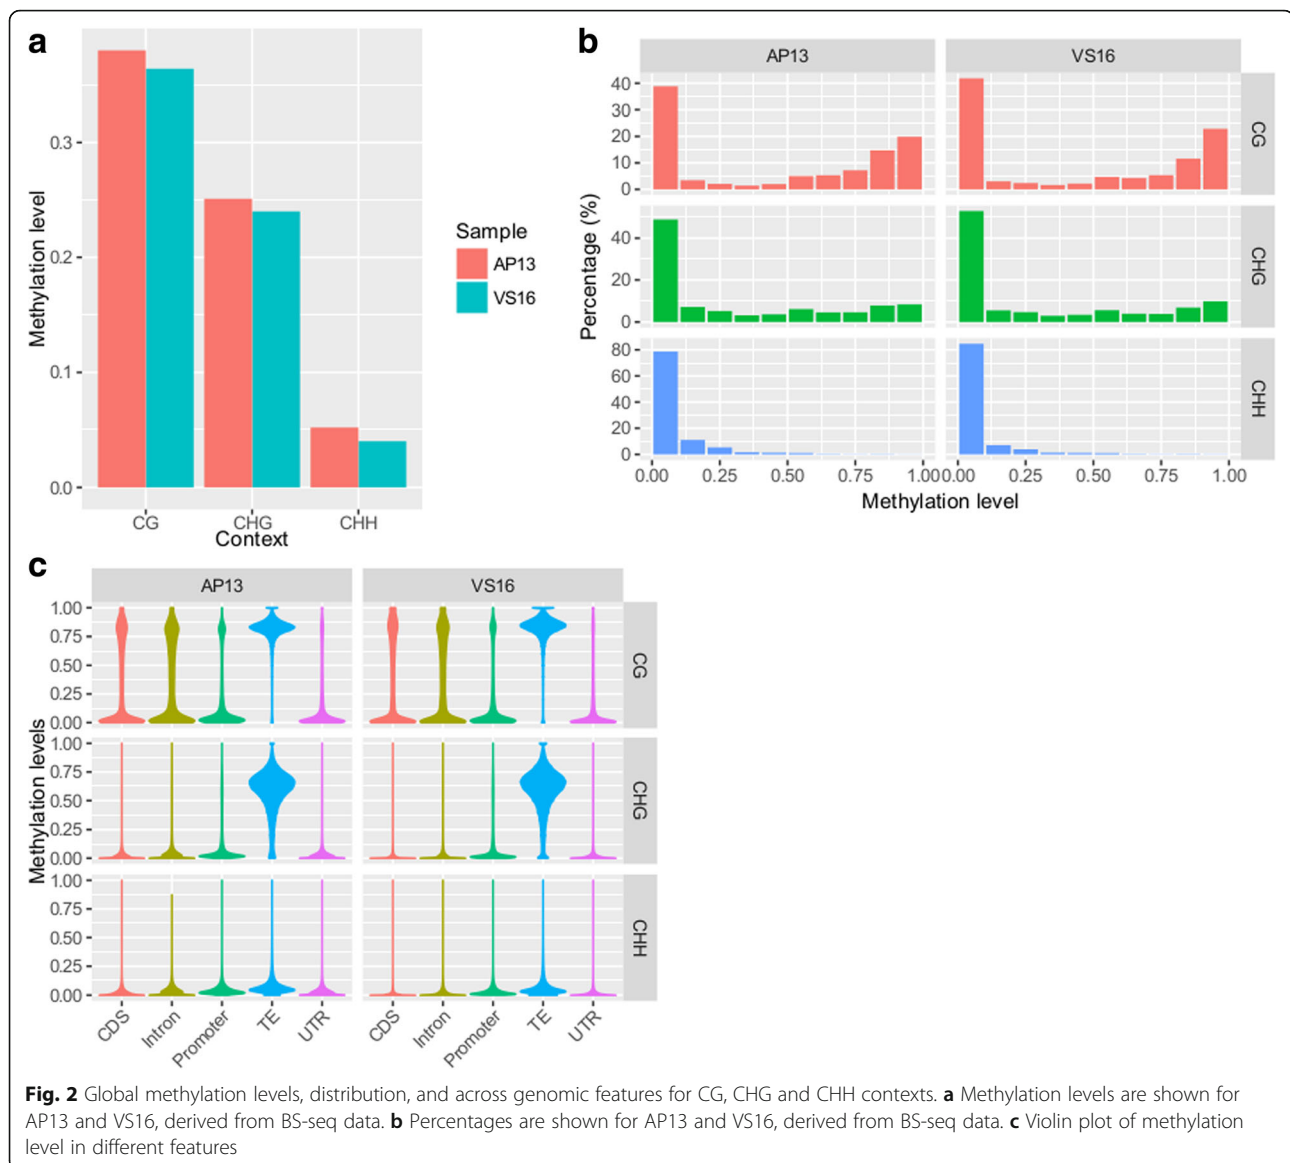 a
Methylation level
0.3
0.2
0.1
0.0
CG
CHG
CHH
Context
Sample
AP13
VS16
b
AP13
VS16
Percentage (%)
40
30
20
10
0
CG
40
20
0
CHG
80
60
40
20
0
CHH
0.00 0.25 0.50 0.75 1.00 0.00 0.25 0.50 0.75 1.00
Methylation level
c
AP13
VS16
Methylation levels
1.00
0.75
0.50
0.25
0.00
CG
1.00
0.75
0.50
0.25
0.00
CHG
1.00
0.75
0.50
0.25
0.00
CHH
CDS Intron Promoter TE UTR CDS Intron Promoter TE UTR
Fig. 2 Global methylation levels, distribution, and across genomic features for CG, CHG and CHH contexts. a Methylation levels are shown for
AP13 and VS16, derived from BS-seq data. b Percentages are shown for AP13 and VS16, derived from BS-seq data. c Violin plot of methylation
level in different features